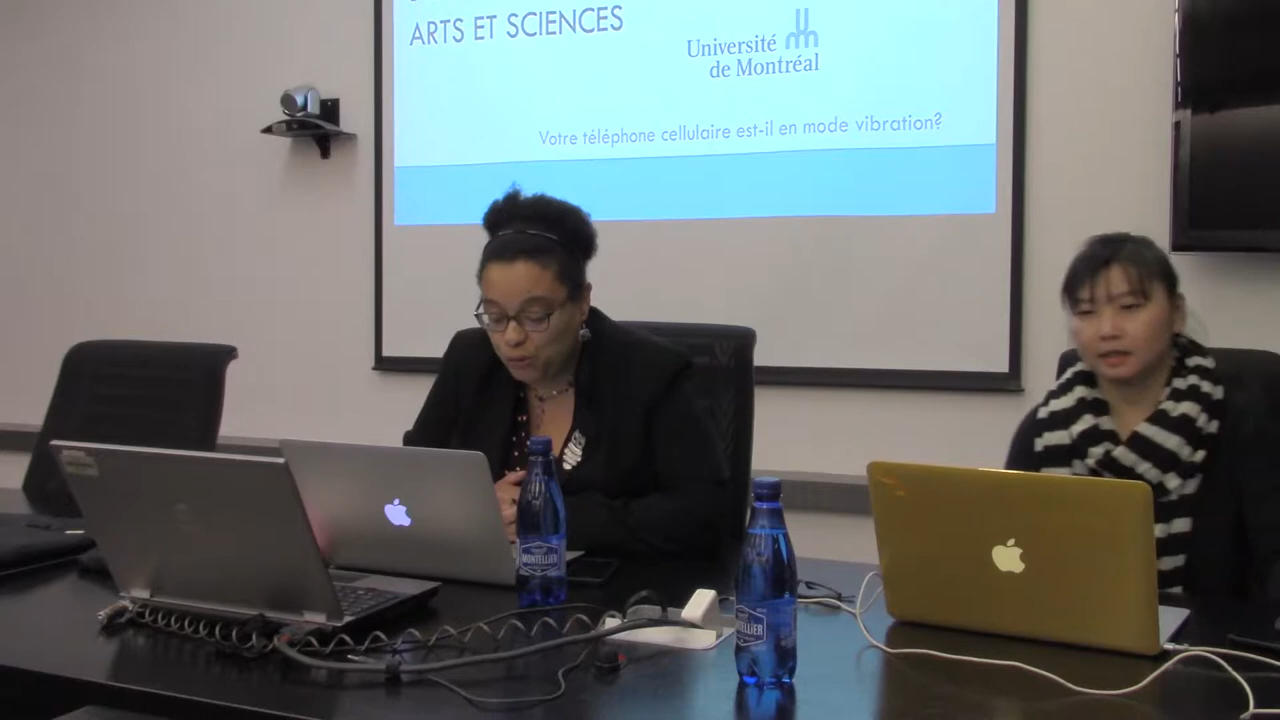 ARTS ET SCIENCES
Université
de Montréal
Votre téléphone cellulaire est-il en mode vibration?
MONTELLIER
MONTELLIER